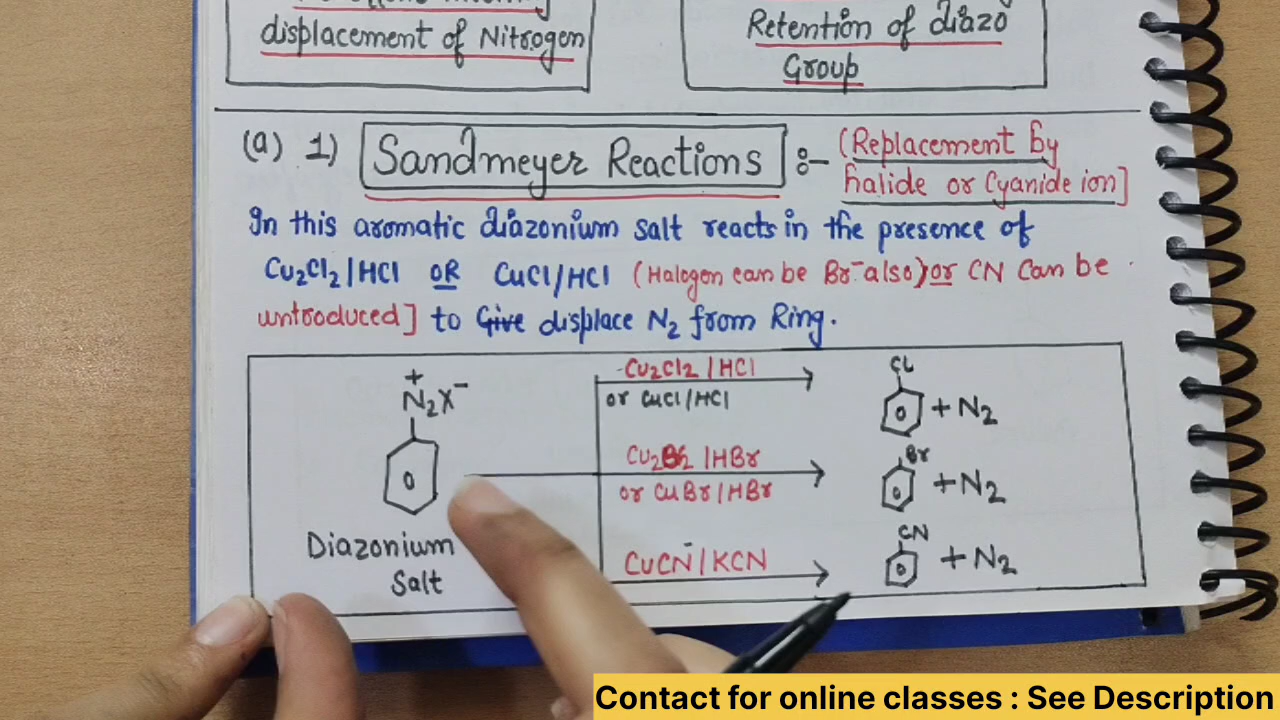 displacement of Nitrogen
Retention of diazo
Group
(a) 1) Sandmeyer Reactions :- (Replacement by
halide or Cyanide ion]
In this aromatic diazonium salt reacts in the presence of
Cu2Cl2/HCl OR CuCl/HCl (Halogen can be Br⁻ also) or CN Can be
untroduced] to Give displace N2 from Ring.
N2⁺X⁻
Diazonium
Salt
Cu2Cl2/HCl
or CuCl/HCl
Cl
+ N2
Cu2Br2/HBr
or CuBr/HBr
Br
+ N2
CuCN⁻/KCN
CN
+ N2
Contact for online classes : See Description